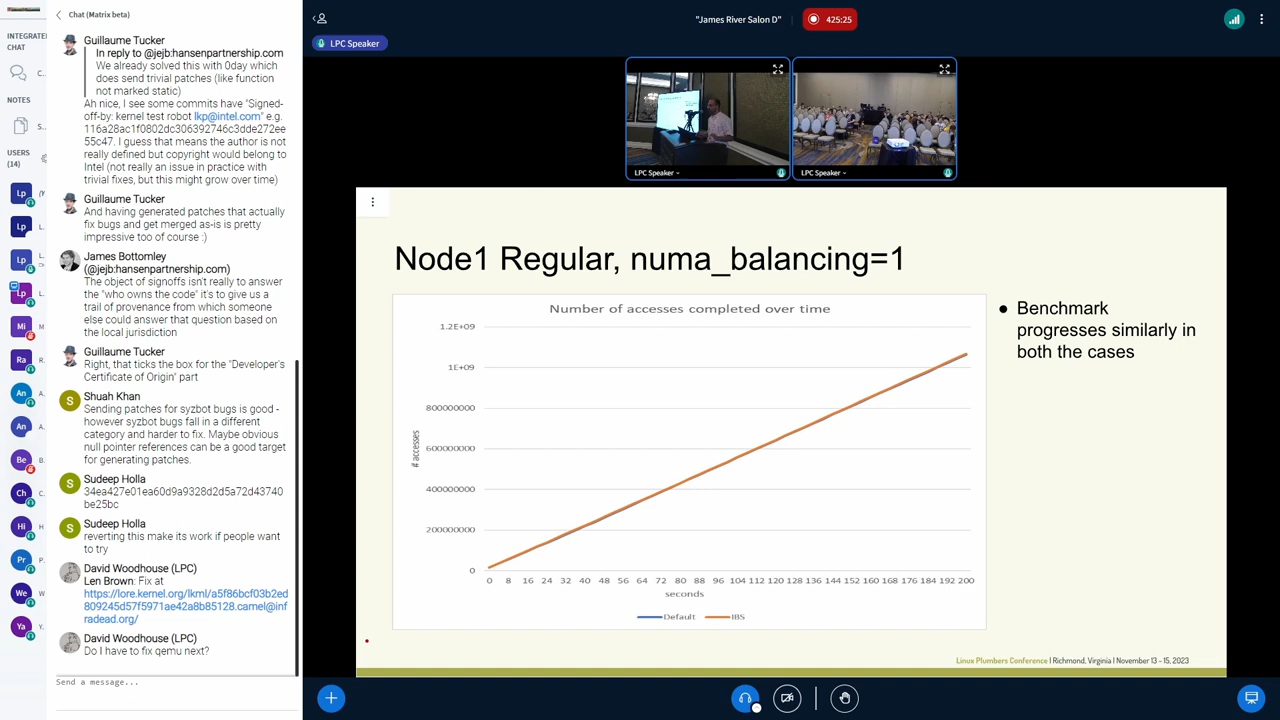 INTEGRATE
CHAT
C..
NOTES
S..
USERS
(14)
Lp
Lp
L..
Lp
L..
Lp
Mi
M
Ra
R..
An
A.
An
A..
Be
B.
Ch
C.
Hi
H
Pr
P.
We
W..
Ya
Y.
Chat (Matrix beta)
Guillaume Tucker
In reply to @jejb:hansenpartnership.com
We already solved this with 0day which
does send trivial patches (like function
not marked static)
Ah nice, I see some commits have "Signed-
off-by: kernel test robot lkp@intel.com" e.g.
116a28ac1f0802dc306392746c3dde272ee
55c47. I guess that means the author is not
really defined but copyright would belong to
Intel (not really an issue in practice with
trivial fixes, but this might grow over time)
Guillaume Tucker
And having generated patches that actually
fix bugs and get merged as-is is pretty
impressive too of course :)
James Bottomley
(@jejb:hansenpartnership.com)
The object of signoffs isn't really to answer
the "who owns the code" it's to give us a
trail of provenance from which someone
else could answer that question based on
the local jurisdiction
Guillaume Tucker
Right, that ticks the box for the "Developer's
Certificate of Origin" part
S
Shuah Khan
Sending patches for syzbot bugs is good -
however syzbot bugs fall in a different
category and harder to fix. Maybe obvious
null pointer references can be a good target
for generating patches.
S
Sudeep Holla
34ea427e01ea60d9a9328d2d5a72d43740
be25bc
S
Sudeep Holla
reverting this make its work if people want
to try
David Woodhouse (LPC)
Len Brown: Fix at
https://lore.kernel.org/lkml/a5f86bcf03b2ed
809245d57f5971ae42a8b85128.camel@inf
radead.org/
David Woodhouse (LPC)
Do I have to fix qemu next?
Send a message...
"James River Salon D"
425:25
LPC Speaker
LPC Speaker
LPC Speaker
Node1 Regular, numa_balancing=1
Number of accesses completed over time
1.2E+09
1E+09
800000000
600000000
400000000
200000000
0
# accesses
0 8 16 24 32 40 48 56 64 72 80 88 96 104 112 120 128 136 144 152 160 168 176 184 192 200
seconds
Default IBS
● Benchmark
progresses similarly in
both the cases
Linux Plumbers Conference | Richmond, Virginia | November 13 - 15, 2023